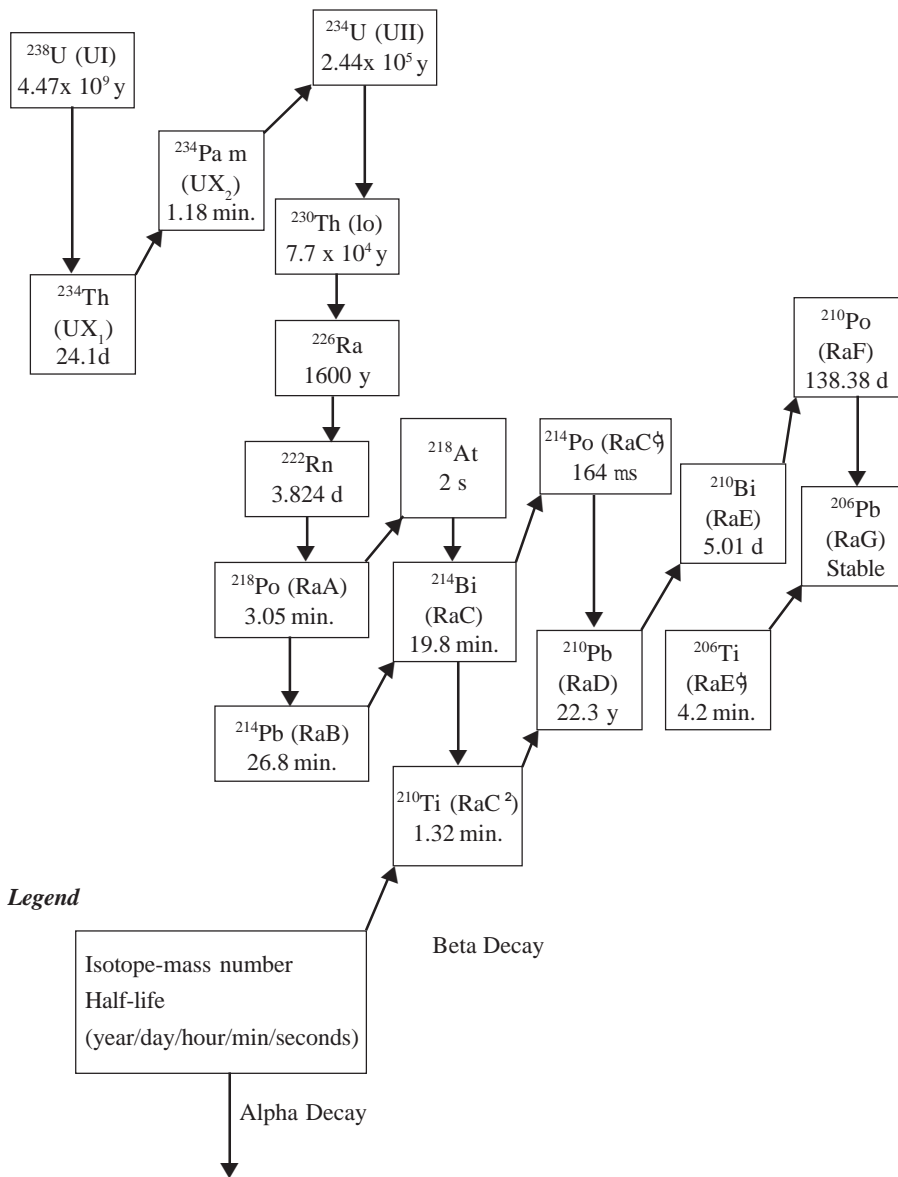 ²³⁸U (UI)
4.47x 10⁹ y
²³⁴U (UII)
2.44x 10⁵ y
²³⁴Pa m
(UX₂)
1.18 min.
²³⁰Th (lo)
7.7 x 10⁴ y
²³⁴Th
(UX₁)
24.1d
²²⁶Ra
1600 y
²²²Rn
3.824 d
²¹⁸At
2 s
²¹⁴Po (RaC
164 ms
²¹⁰Po
(RaF)
138.38 d
²¹⁰Bi
(RaE)
5.01 d
²⁰⁶Pb
(RaG)
Stable
²¹⁸Po (RaA)
3.05 min.
²¹⁴Bi
(RaC)
19.8 min.
²¹⁰Pb
(RaD)
22.3 y
²⁰⁶Ti
(RaE
4.2 min.
²¹⁴Pb (RaB)
26.8 min.
²¹⁰Ti (RaC ²)
1.32 min.
Legend
Isotope-mass number
Half-life
(year/day/hour/min/seconds)
Beta Decay
Alpha Decay